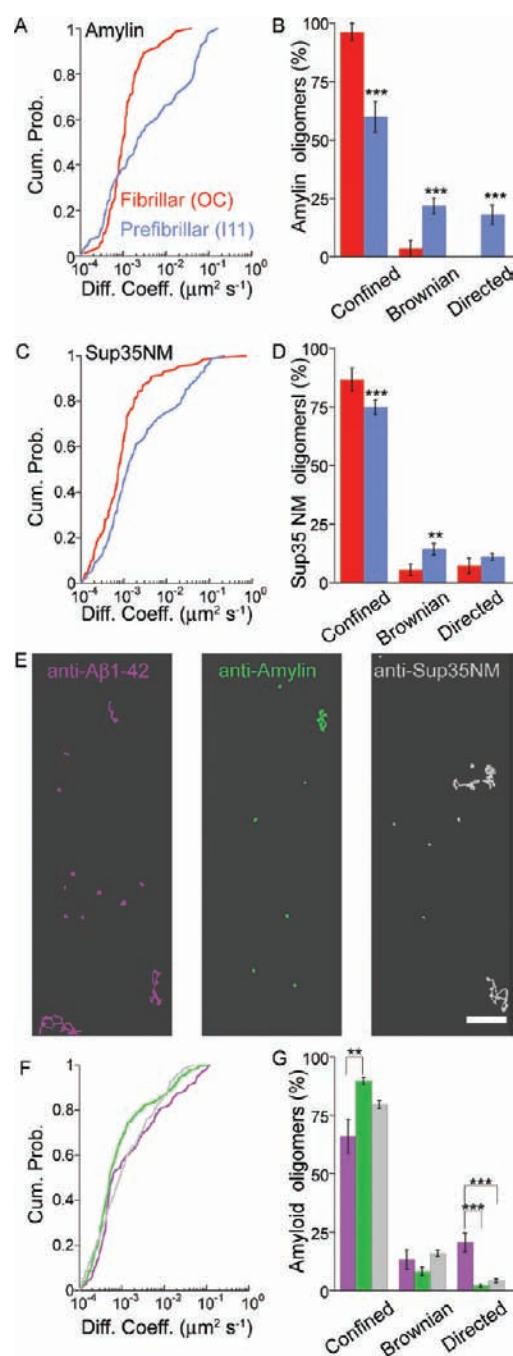 A
Amylin
Cum. Prob.
1
0.8
0.6
0.4
0.2
0
Fibrillar (OC)
Prefibrillar (I11)
10-4 10-3 10-2 10-1 100
Diff. Coeff. (μm2 s-1)
B
Amylin oligomers (%)
100
75
50
25
0
***
***
***
Confined
Brownian
Directed
C
Sup35NM
Cum. Prob.
1
0.8
0.6
0.4
0.2
0
10-4 10-3 10-2 10-1 100
Diff. Coeff. (μm2 s-1)
D
Sup35 NM oligomersl (%)
100
75
50
25
0
***
**
Confined
Brownian
Directed
E
anti-Aβ1-42
anti-Amylin
anti-Sup35NM
F
Cum. Prob.
1
0.8
0.6
0.4
0.2
0
10-4 10-3 10-2 10-1 100
Diff. Coeff. (μm2 s-1)
G
Amyloid oligomers (%)
100
75
50
25
0
**
***
***
Confined
Brownian
Directed